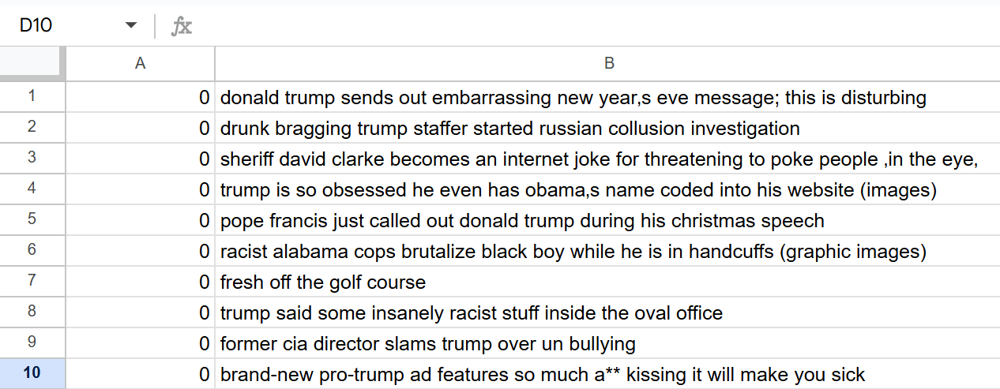 D10 fx
A B
1 0 donald trump sends out embarrassing new year,s eve message; this is disturbing
2 0 drunk bragging trump staffer started russian collusion investigation
3 0 sheriff david clarke becomes an internet joke for threatening to poke people ,in the eye,
4 0 trump is so obsessed he even has obama,s name coded into his website (images)
5 0 pope francis just called out donald trump during his christmas speech
6 0 racist alabama cops brutalize black boy while he is in handcuffs (graphic images)
7 0 fresh off the golf course
8 0 trump said some insanely racist stuff inside the oval office
9 0 former cia director slams trump over un bullying
10 0 brand-new pro-trump ad features so much a** kissing it will make you sick